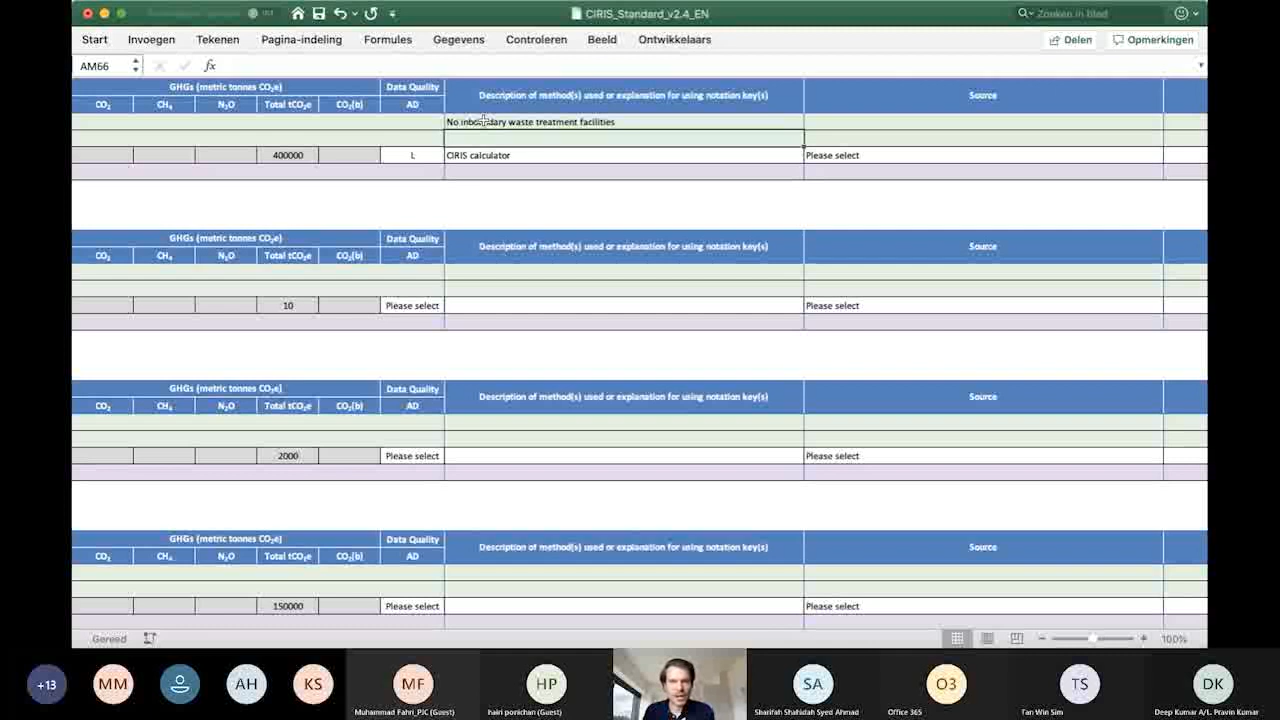 CIRIS_Standard_v2.4_EN
Zoeken in blad
Start Invoegen Tekenen Pagina-indeling Formules Gegevens Controleren Beeld Ontwikkelaars Delen Opmerkingen
AM66 fx
GHGs (metric tonnes CO₂e) Data Quality Description of method(s) used or explanation for using notation key(s) Source
CO₂ CH₄ N₂O Total tCO₂e CO₂(b) AD
No inboundary waste treatment facilities
400000 L CIRIS calculator Please select
GHGs (metric tonnes CO₂e) Data Quality Description of method(s) used or explanation for using notation key(s) Source
CO₂ CH₄ N₂O Total tCO₂e CO₂(b) AD
10 Please select Please select
GHGs (metric tonnes CO₂e) Data Quality Description of method(s) used or explanation for using notation key(s) Source
CO₂ CH₄ N₂O Total tCO₂e CO₂(b) AD
2000 Please select Please select
GHGs (metric tonnes CO₂e) Data Quality Description of method(s) used or explanation for using notation key(s) Source
CO₂ CH₄ N₂O Total tCO₂e CO₂(b) AD
150000 Please select Please select
Gereed 100%
+13 MM AH KS MF HP SA O3 TS DK
Muhammad Fahri_PJC (Guest) hairi ponichan (Guest) Sharifah Shahidah Syed Ahmad Office 365 Tan Win Sim Deep Kumar A/L. Pravin Kumar